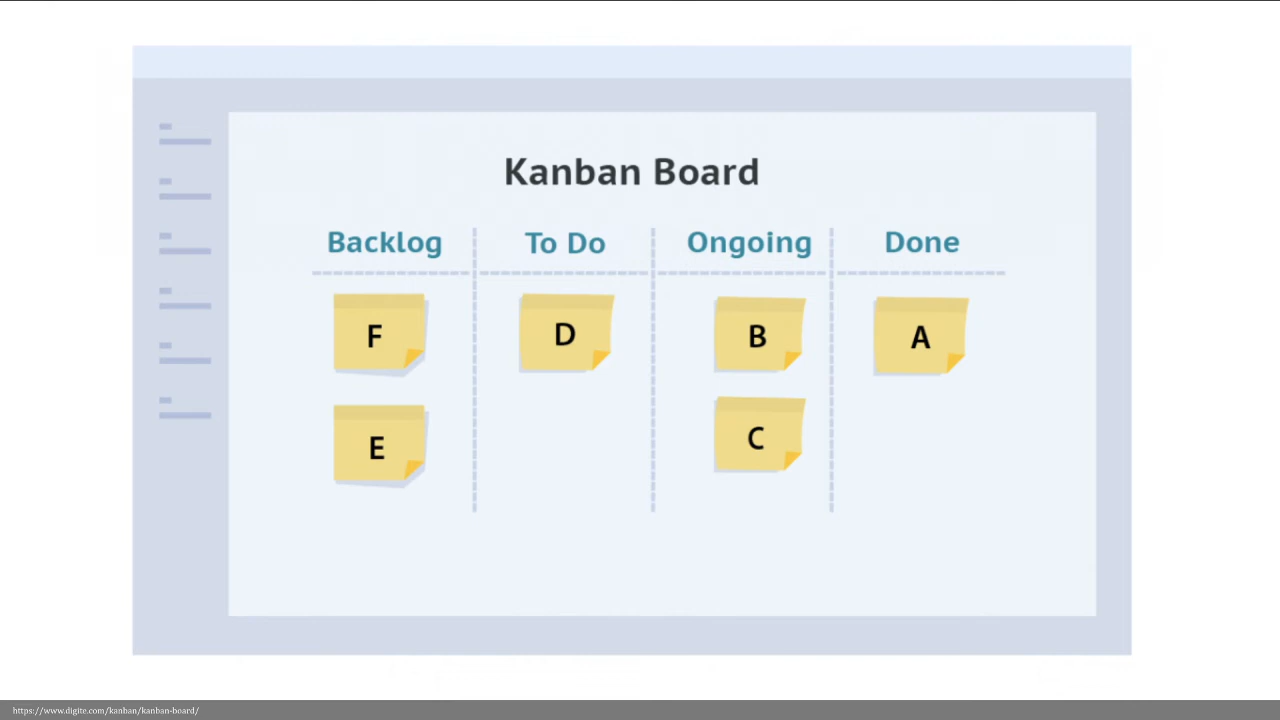 Kanban Board
Backlog To Do Ongoing Done
F D B A
E C
https://www.digite.com/kanban/kanban-board/